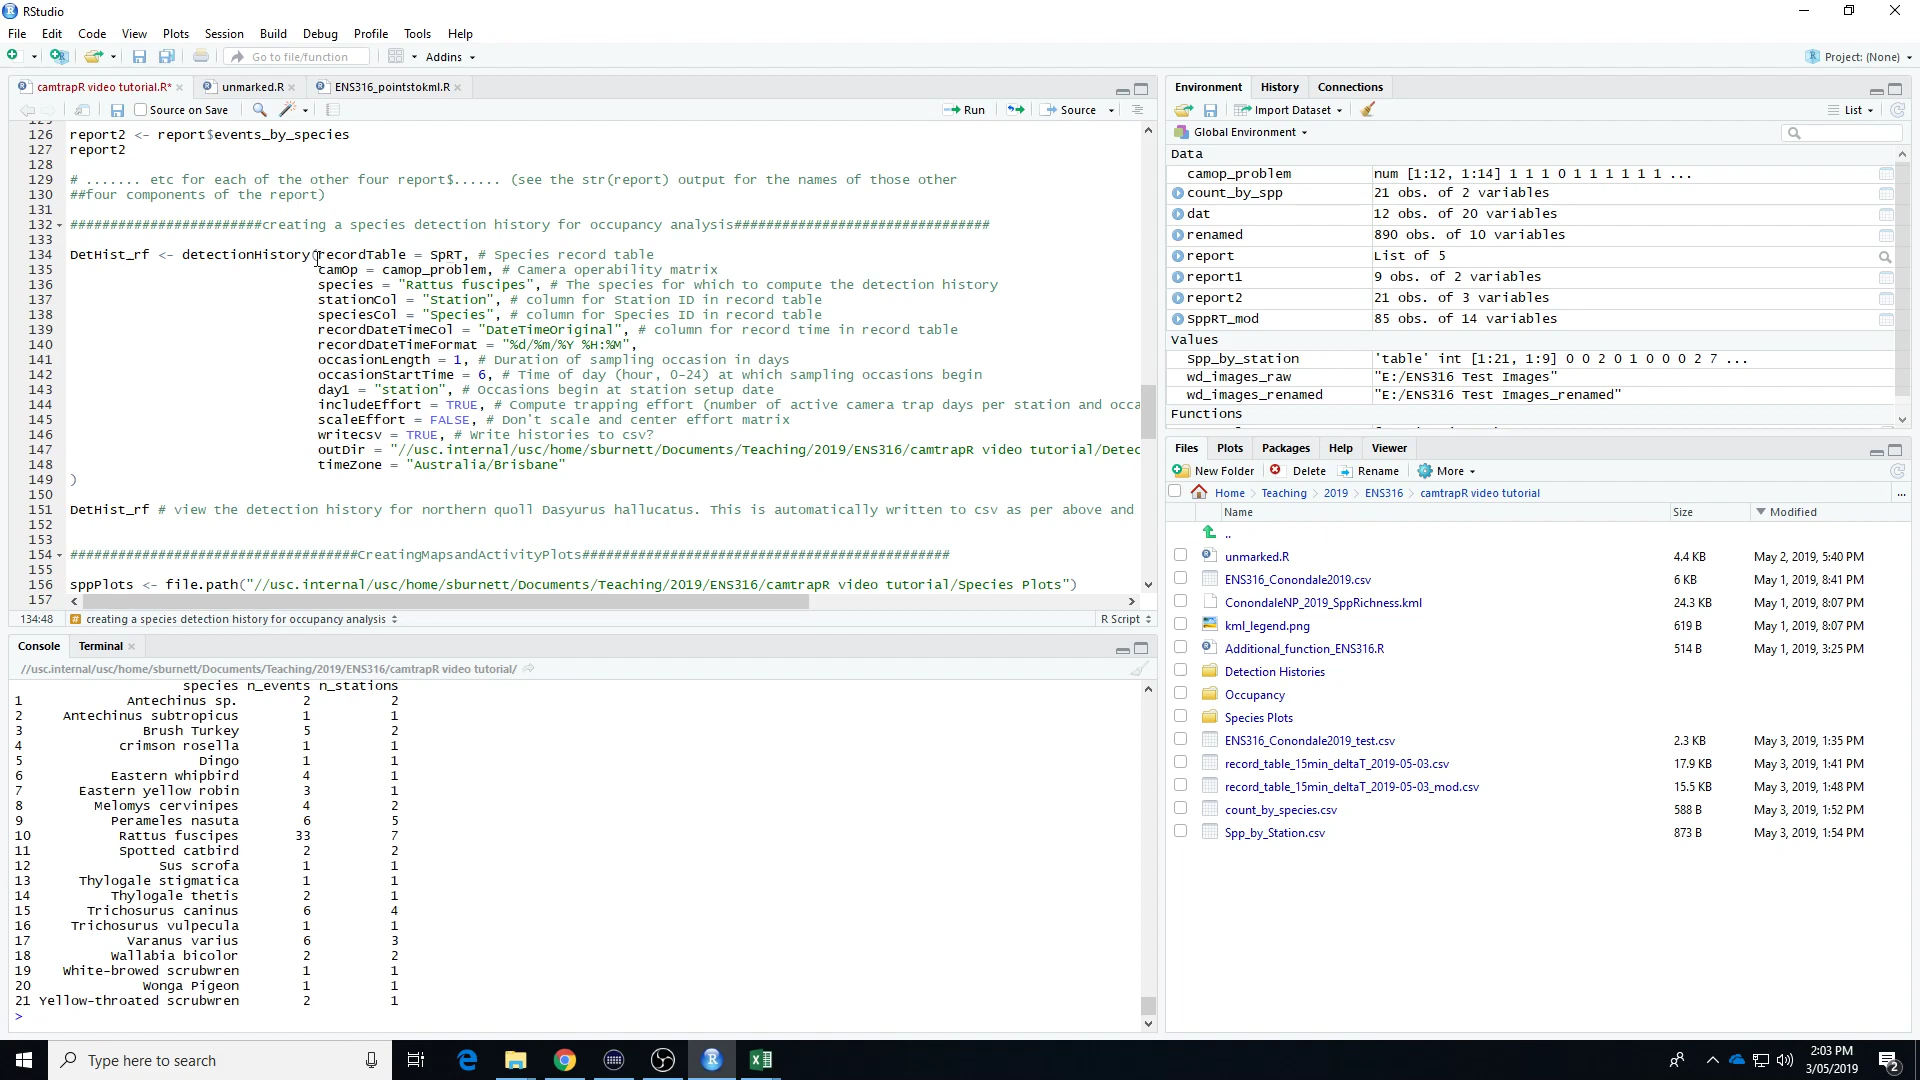 RStudio
File Edit Code View Plots Session Build Debug Profile Tools Help
Go to file/function Addins Project: (None)
camtrapR video tutorial.R* unmarked.R ENS316_pointstokml.R
Source on Save Run Source
126 report2 <- report$events_by_species
127 report2
128
129 # ....... etc for each of the other four report$...... (see the str(report) output for the names of those other
130 ##four components of the report)
131
132 ########################creating a species detection history for occupancy analysis################################
133
134 DetHist_rf <- detectionHistory(recordTable = SpRT, # Species record table
135 camOp = camop_problem, # Camera operability matrix
136 species = "Rattus fuscipes", # The species for which to compute the detection history
137 stationCol = "Station", # column for Station ID in record table
138 speciesCol = "Species", # column for Species ID in record table
139 recordDateTimeCol = "DateTimeOriginal", # column for record time in record table
140 recordDateTimeFormat = "%d/%m/%Y %H:%M",
141 occasionLength = 1, # Duration of sampling occasion in days
142 occasionStartTime = 6, # Time of day (hour, 0-24) at which sampling occasions begin
143 day1 = "station", # Occasions begin at station setup date
144 includeEffort = TRUE, # Compute trapping effort (number of active camera trap days per station and occa
145 scaleEffort = FALSE, # Don't scale and center effort matrix
146 writecsv = TRUE, # Write histories to csv?
147 outDir = "//usc.internal/usc/home/sburnett/Documents/Teaching/2019/ENS316/camtrapR video tutorial/Detec
148 timeZone = "Australia/Brisbane"
149 )
150
151 DetHist_rf # view the detection history for northern quoll Dasyurus hallucatus. This is automatically written to csv as per above and
152
153
154 ####################################CreatingMapsandActivityPlots##############################################
155
156 sppPlots <- file.path("//usc.internal/usc/home/sburnett/Documents/Teaching/2019/ENS316/camtrapR video tutorial/Species Plots")
157
134:48 creating a species detection history for occupancy analysis R Script
Console Terminal
//usc.internal/usc/home/sburnett/Documents/Teaching/2019/ENS316/camtrapR video tutorial/
species n_events n_stations
1 Antechinus sp. 2 2
2 Antechinus subtropicus 1 1
3 Brush Turkey 5 2
4 crimson rosella 1 1
5 Dingo 1 1
6 Eastern whipbird 4 1
7 Eastern yellow robin 3 1
8 Melomys cervinipes 4 2
9 Perameles nasuta 6 5
10 Rattus fuscipes 33 7
11 Spotted catbird 2 2
12 Sus scrofa 1 1
13 Thylogale stigmatica 1 1
14 Thylogale thetis 2 1
15 Trichosurus caninus 6 4
16 Trichosurus vulpecula 1 1
17 Varanus varius 6 3
18 Wallabia bicolor 2 2
19 White-browed scrubwren 1 1
20 Wonga Pigeon 1 1
21 Yellow-throated scrubwren 2 1
>
Environment History Connections
Import Dataset List
Global Environment
Data
camop_problem num [1:12, 1:14] 1 1 1 0 1 1 1 1 1 1 ...
count_by_spp 21 obs. of 2 variables
dat 12 obs. of 20 variables
renamed 890 obs. of 10 variables
report List of 5
report1 9 obs. of 2 variables
report2 21 obs. of 3 variables
SppRT_mod 85 obs. of 14 variables
Values
Spp_by_station 'table' int [1:21, 1:9] 0 0 2 0 1 0 0 0 2 7 ...
wd_images_raw "E:/ENS316 Test Images"
wd_images_renamed "E:/ENS316 Test Images_renamed"
Functions
Files Plots Packages Help Viewer
New Folder Delete Rename More
Home Teaching 2019 ENS316 camtrapR video tutorial ...
Name Size Modified
..
unmarked.R 4.4 KB May 2, 2019, 5:40 PM
ENS316_Conondale2019.csv 6 KB May 1, 2019, 8:41 PM
ConondaleNP_2019_SppRichness.kml 24.3 KB May 1, 2019, 8:07 PM
kml_legend.png 619 B May 1, 2019, 8:07 PM
Additional_function_ENS316.R 514 B May 1, 2019, 3:25 PM
Detection Histories
Occupancy
Species Plots
ENS316_Conondale2019_test.csv 2.3 KB May 3, 2019, 1:35 PM
record_table_15min_deltaT_2019-05-03.csv 17.9 KB May 3, 2019, 1:41 PM
record_table_15min_deltaT_2019-05-03_mod.csv 15.5 KB May 3, 2019, 1:48 PM
count_by_species.csv 588 B May 3, 2019, 1:52 PM
Spp_by_Station.csv 873 B May 3, 2019, 1:54 PM
Type here to search
2:03 PM
3/05/2019
2